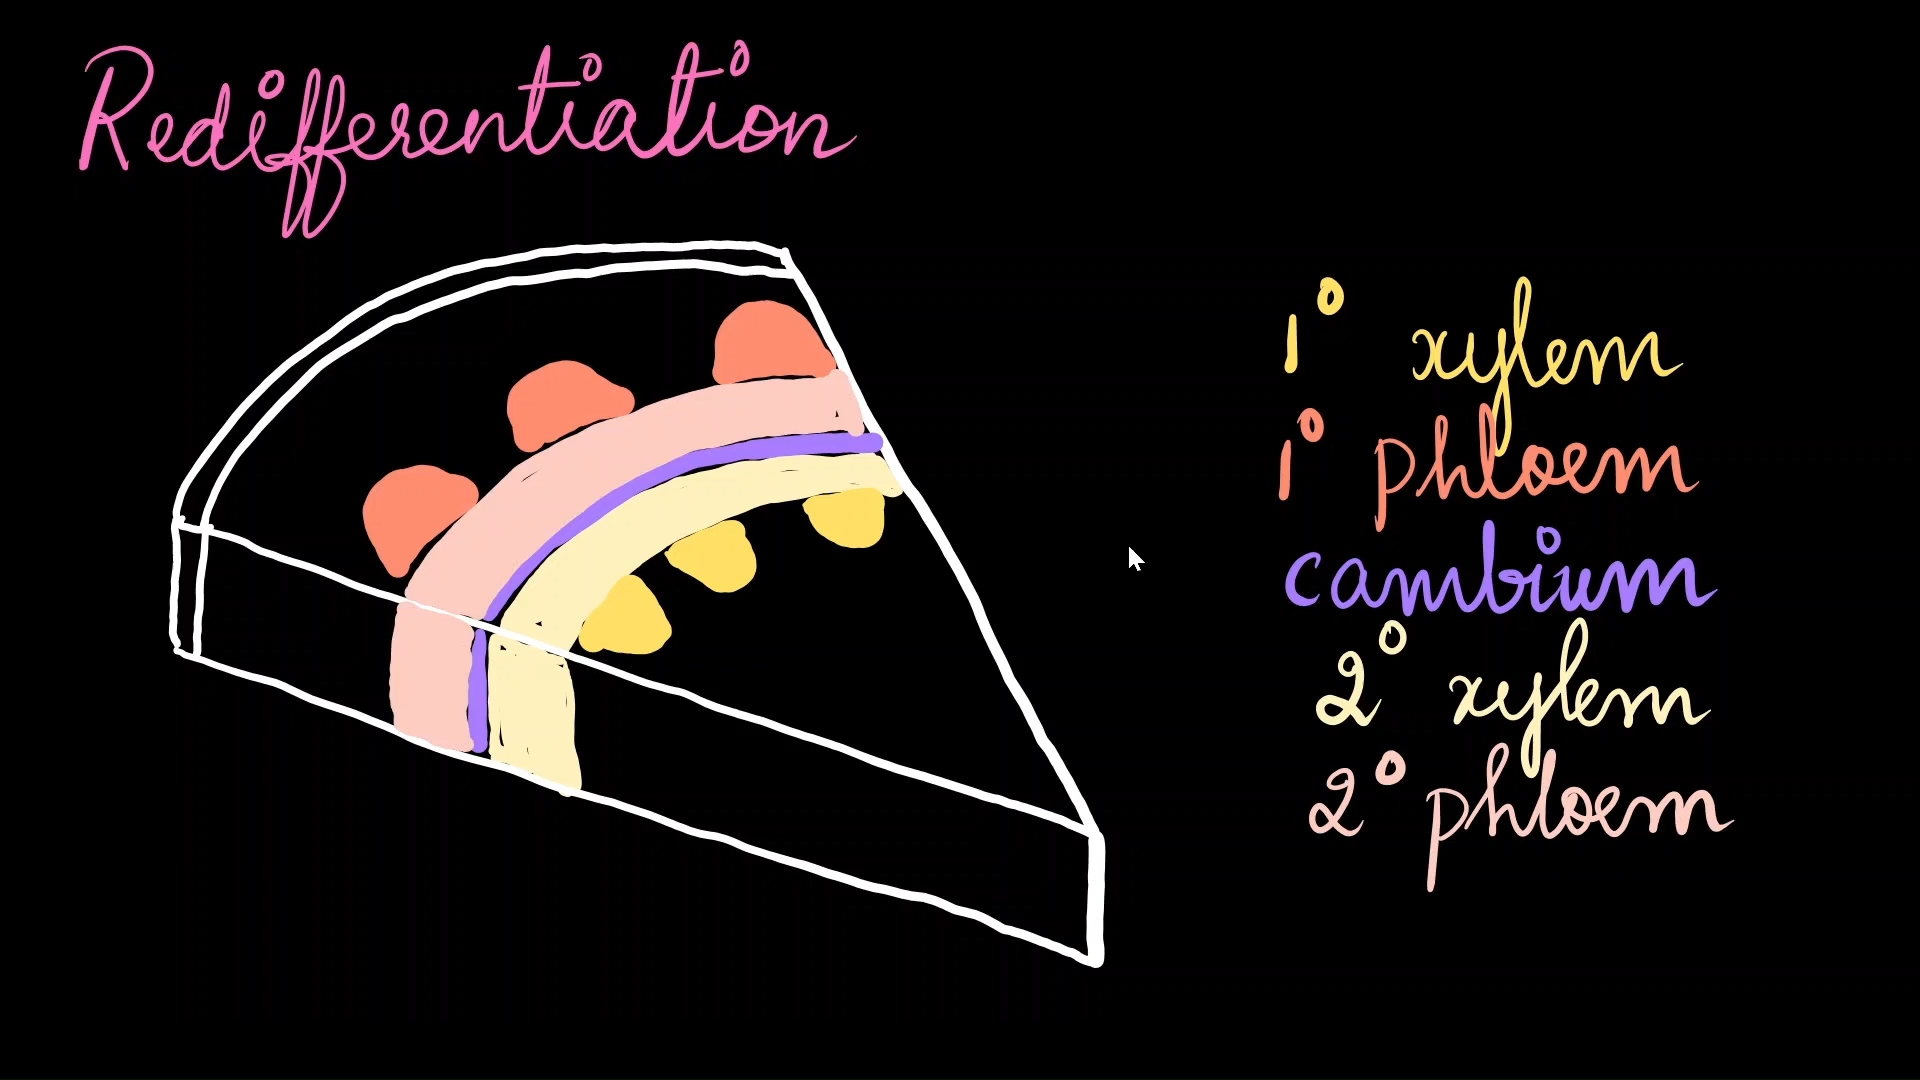 Redifferentiation
1° xylem
1° phloem
cambium
2° xylem
2° phloem